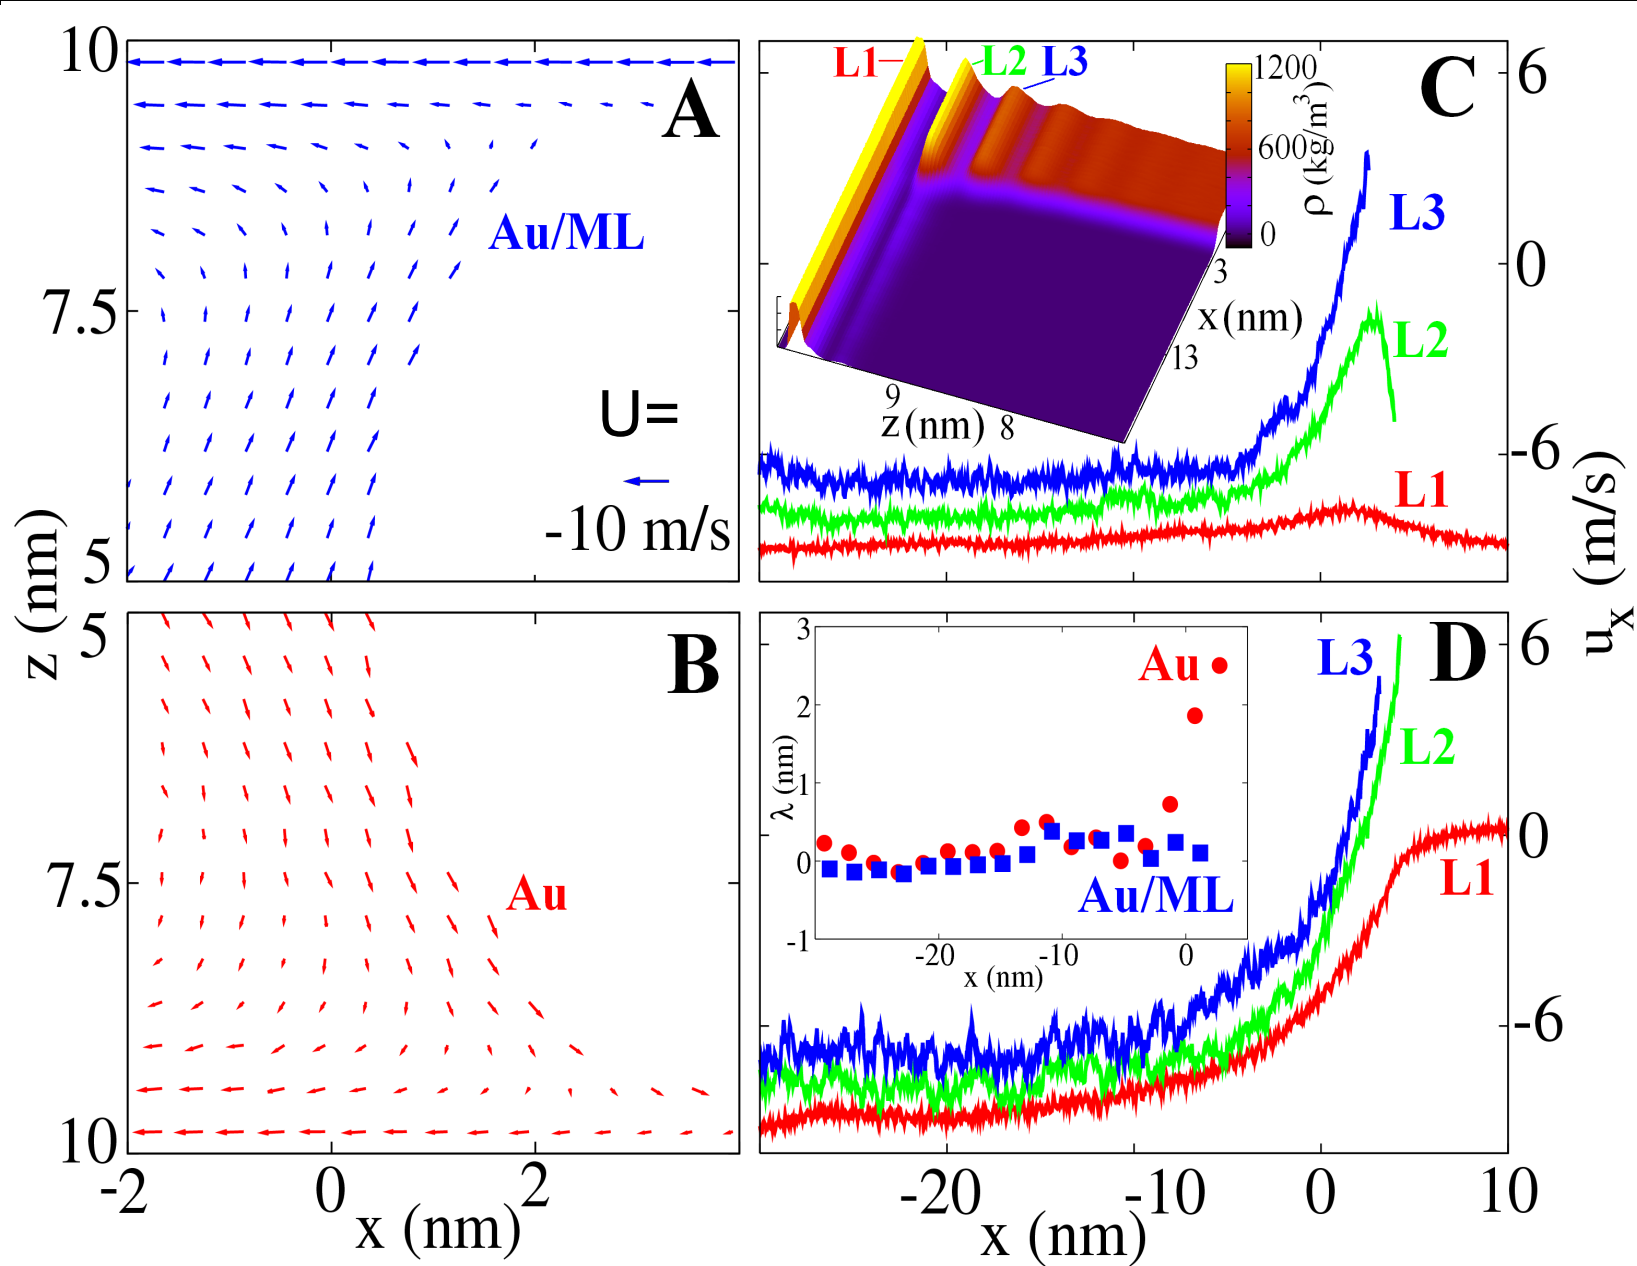 10
7.5
5
z (nm)
A
Au/ML
U=
-10 m/s
5
7.5
10
B
Au
-2
0
2
x (nm)
C
L1
L2
L3
1200
600
0
ρ (kg/m³)
3
13
x(nm)
9
8
z(nm)
L3
L2
L1
6
0
-6
uₓ (m/s)
D
L3
L2
L1
3
2
1
0
-1
λ (nm)
Au
Au/ML
-20
-10
0
x (nm)
6
0
-6
-20
-10
0
10
x (nm)